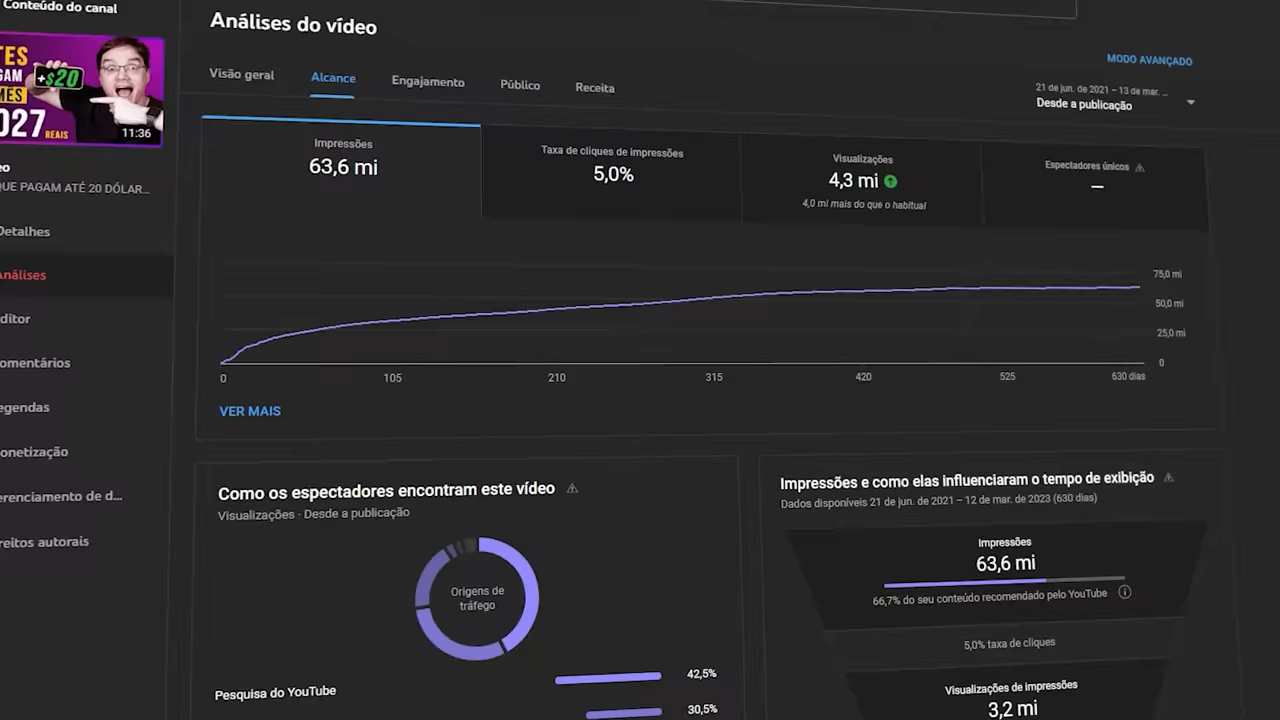 Conteúdo do canal
TES
GAM
+$20
MÊS
027 REAIS
11:36
eo
QUE PAGAM ATÉ 20 DÓLAR...
Detalhes
Análises
ditor
omentários
egendas
onetização
erenciamento de d...
reitos autorais
Análises do vídeo
Visão geral
Alcance
Engajamento
Público
Receita
MODO AVANÇADO
21 de jun. de 2021 – 13 de mar. ...
Desde a publicação
Impressões
63,6 mi
Taxa de cliques de impressões
5,0%
Visualizações
4,3 mi
4,0 mi mais do que o habitual
Espectadores únicos
—
75,0 mi
50,0 mi
25,0 mi
0
0
105
210
315
420
525
630 dias
VER MAIS
Como os espectadores encontram este vídeo
Visualizações · Desde a publicação
Origens de
tráfego
Pesquisa do YouTube
42,5%
30,5%
Impressões e como elas influenciaram o tempo de exibição
Dados disponíveis 21 de jun. de 2021 – 12 de mar. de 2023 (630 dias)
Impressões
63,6 mi
66,7% do seu conteúdo recomendado pelo YouTube
5,0% taxa de cliques
Visualizações de impressões
3,2 mi